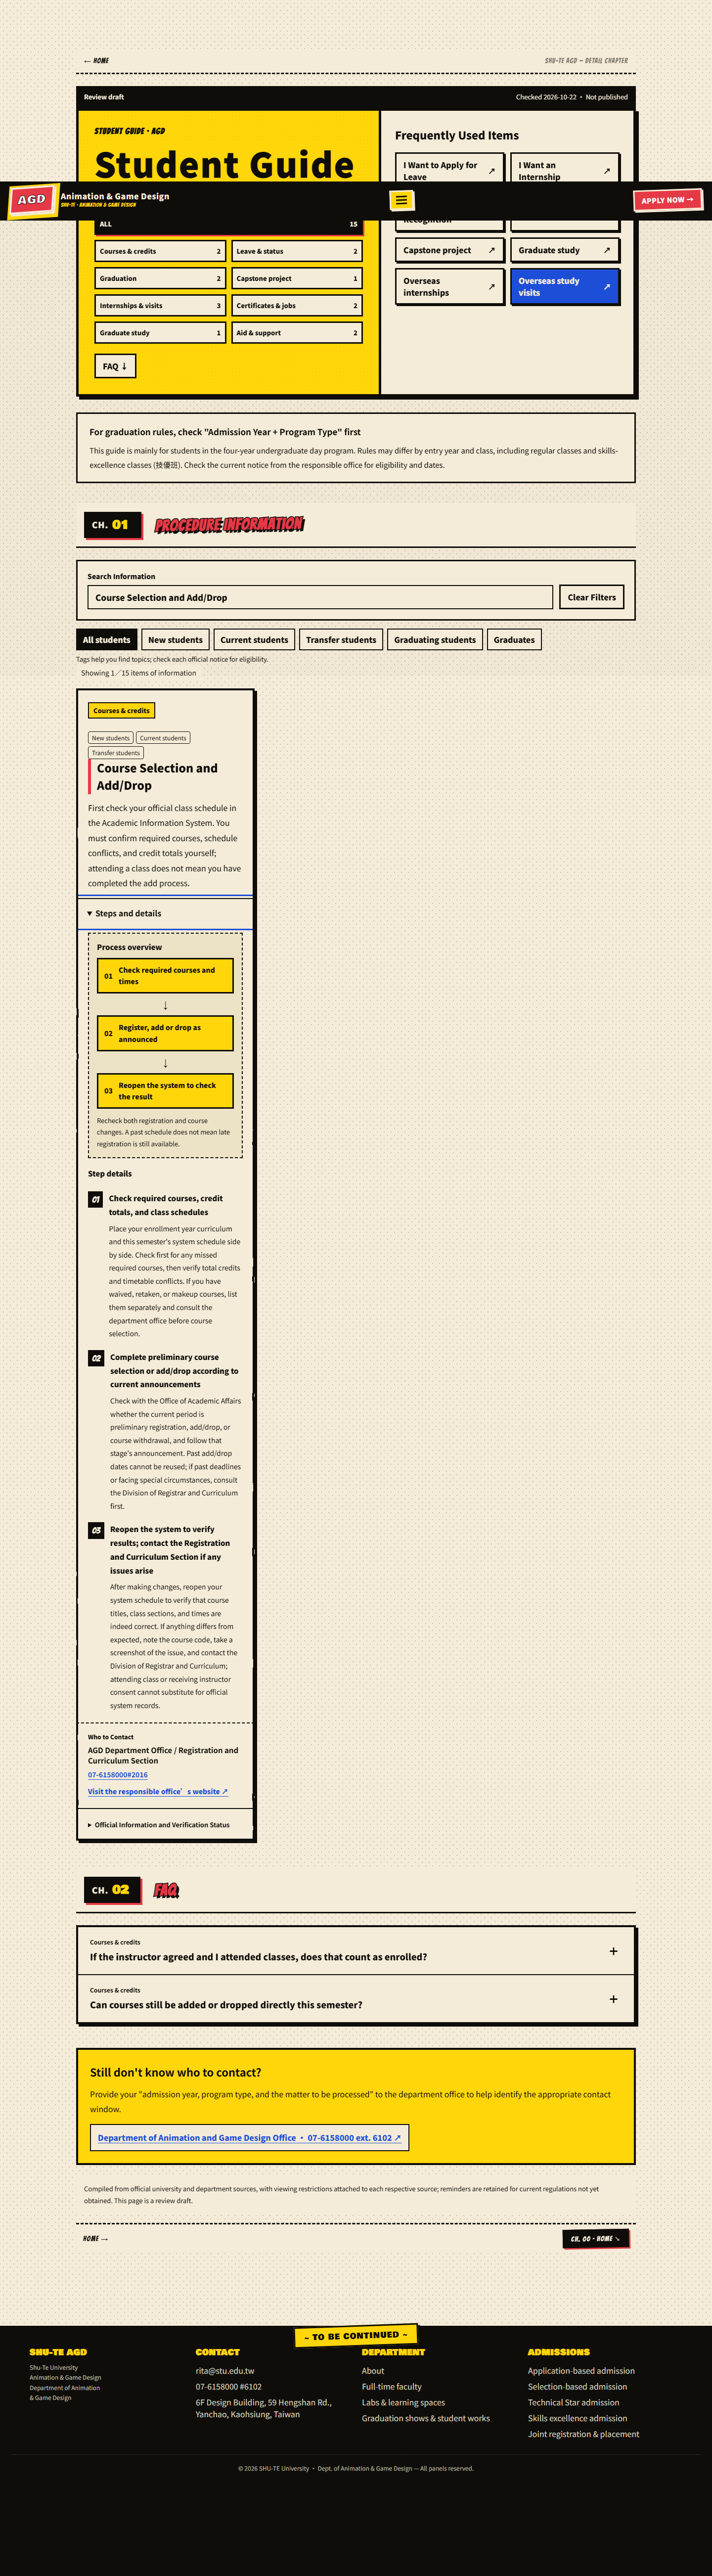 ← HOME
SHU-TE AGD — DETAIL CHAPTER
Review draft
Checked 2026-10-22 • Not published
STUDENT GUIDE · AGD
Student Guide
Frequently Used Items
I Want to Apply for
Leave
↗
I Want an
Internship
↗
AGD
Animation & Game Design
SHU-TE · ANIMATION & GAME DESIGN
APPLY NOW →
ALL 15
Courses & credits 2
Leave & status 2
Graduation 2
Capstone project 1
Internships & visits 3
Certificates & jobs 2
Graduate study 1
Aid & support 2
FAQ ↓
Recognition
Capstone project ↗
Graduate study ↗
Overseas
internships
↗
Overseas study
visits
↗
For graduation rules, check "Admission Year + Program Type" first
This guide is mainly for students in the four-year undergraduate day program. Rules may differ by entry year and class, including regular classes and skills-
excellence classes (技優班). Check the current notice from the responsible office for eligibility and dates.
CH. 01
PROCEDURE INFORMATION
Search Information
Course Selection and Add/Drop
Clear Filters
All students
New students
Current students
Transfer students
Graduating students
Graduates
Tags help you find topics; check each official notice for eligibility.
Showing 1／15 items of information
Courses & credits
New students
Current students
Transfer students
Course Selection and
Add/Drop
First check your official class schedule in
the Academic Information System. You
must confirm required courses, schedule
conflicts, and credit totals yourself;
attending a class does not mean you have
completed the add process.
▼ Steps and details
Process overview
01 Check required courses and
times
↓
02 Register, add or drop as
announced
↓
03 Reopen the system to check
the result
Recheck both registration and course
changes. A past schedule does not mean late
registration is still available.
Step details
01 Check required courses, credit
totals, and class schedules
Place your enrollment year curriculum
and this semester's system schedule side
by side. Check first for any missed
required courses, then verify total credits
and timetable conflicts. If you have
waived, retaken, or makeup courses, list
them separately and consult the
department office before course
selection.
02 Complete preliminary course
selection or add/drop according to
current announcements
Check with the Office of Academic Affairs
whether the current period is
preliminary registration, add/drop, or
course withdrawal, and follow that
stage's announcement. Past add/drop
dates cannot be reused; if past deadlines
or facing special circumstances, consult
the Division of Registrar and Curriculum
first.
03 Reopen the system to verify
results; contact the Registration
and Curriculum Section if any
issues arise
After making changes, reopen your
system schedule to verify that course
titles, class sections, and times are
indeed correct. If anything differs from
expected, note the course code, take a
screenshot of the issue, and contact the
Division of Registrar and Curriculum;
attending class or receiving instructor
consent cannot substitute for official
system records.
Who to Contact
AGD Department Office / Registration and
Curriculum Section
07-6158000#2016
Visit the responsible office's website ↗
▶ Official Information and Verification Status
CH. 02
FAQ
Courses & credits
If the instructor agreed and I attended classes, does that count as enrolled?
+
Courses & credits
Can courses still be added or dropped directly this semester?
+
Still don't know who to contact?
Provide your "admission year, program type, and the matter to be processed" to the department office to help identify the appropriate contact
window.
Department of Animation and Game Design Office • 07-6158000 ext. 6102 ↗
Compiled from official university and department sources, with viewing restrictions attached to each respective source; reminders are retained for current regulations not yet
obtained. This page is a review draft.
HOME →
CH. 00 · HOME ↘
~ TO BE CONTINUED ~
SHU-TE AGD
Shu-Te University
Animation & Game Design
Department of Animation
& Game Design
CONTACT
rita@stu.edu.tw
07-6158000 #6102
6F Design Building, 59 Hengshan Rd.,
Yanchao, Kaohsiung, Taiwan
DEPARTMENT
About
Full-time faculty
Labs & learning spaces
Graduation shows & student works
ADMISSIONS
Application-based admission
Selection-based admission
Technical Star admission
Skills excellence admission
Joint registration & placement
© 2026 SHU-TE University • Dept. of Animation & Game Design — All panels reserved.